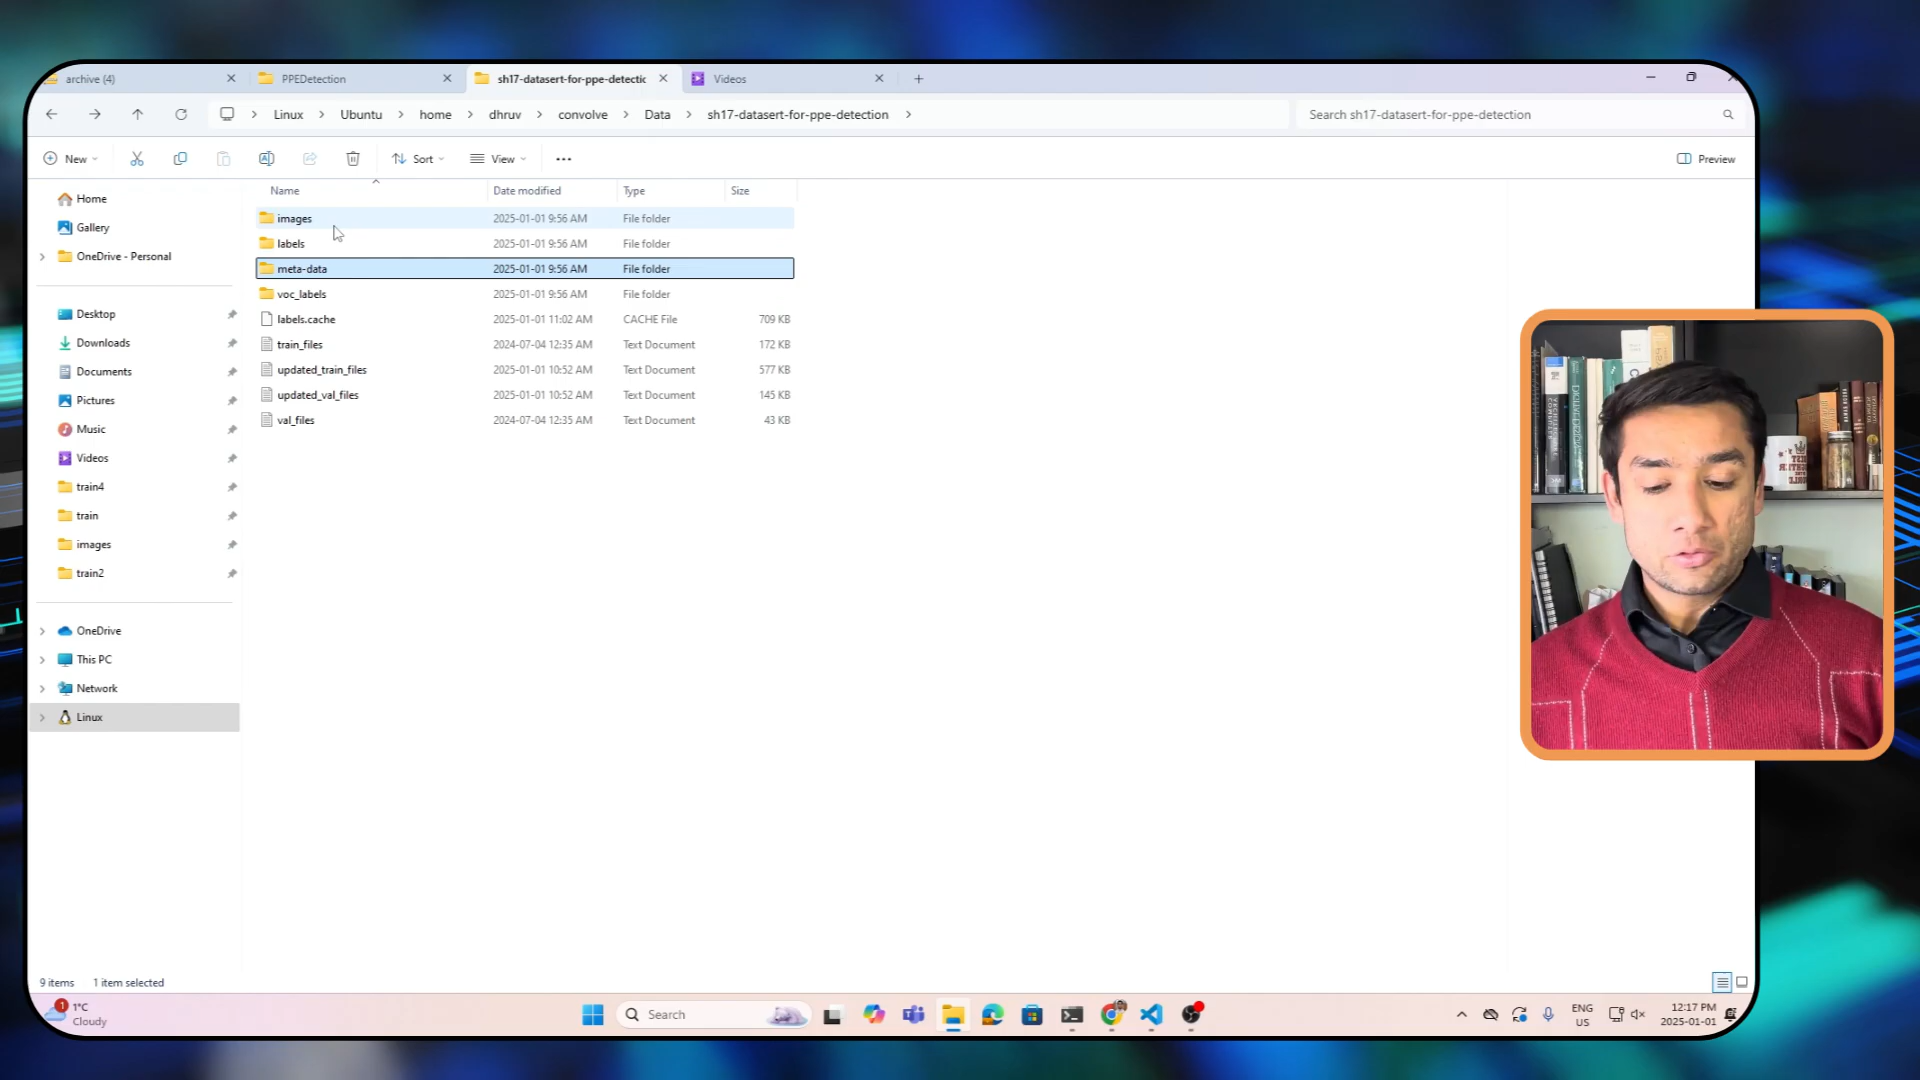 archive (4)
PPEDetection
sh17-datasert-for-ppe-detectic
Videos
Linux
Ubuntu
home
dhruv
convolve
Data
sh17-datasert-for-ppe-detection
Search sh17-datasert-for-ppe-detection
New
Sort
View
Preview
Name
Date modified
Type
Size
images 2025-01-01 9:56 AM File folder
labels 2025-01-01 9:56 AM File folder
meta-data 2025-01-01 9:56 AM File folder
voc_labels 2025-01-01 9:56 AM File folder
labels.cache 2025-01-01 11:02 AM CACHE File 709 KB
train_files 2024-07-04 12:35 AM Text Document 172 KB
updated_train_files 2025-01-01 10:52 AM Text Document 577 KB
updated_val_files 2025-01-01 10:52 AM Text Document 145 KB
val_files 2024-07-04 12:35 AM Text Document 43 KB
Home
Gallery
OneDrive - Personal
Desktop
Downloads
Documents
Pictures
Music
Videos
train4
train
images
train2
OneDrive
This PC
Network
Linux
9 items
1 item selected
1
1°C
Cloudy
Search
ENG
US
12:17 PM
2025-01-01